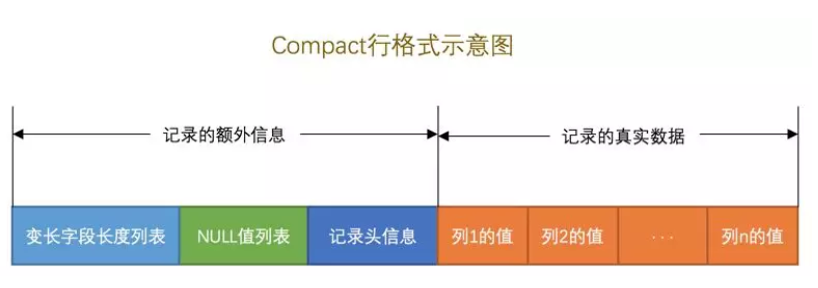 Compact行格式示意图
记录的额外信息
记录的真实数据
变长字段长度列表
NULL值列表
记录头信息
列1的值
列2的值
...
列n的值